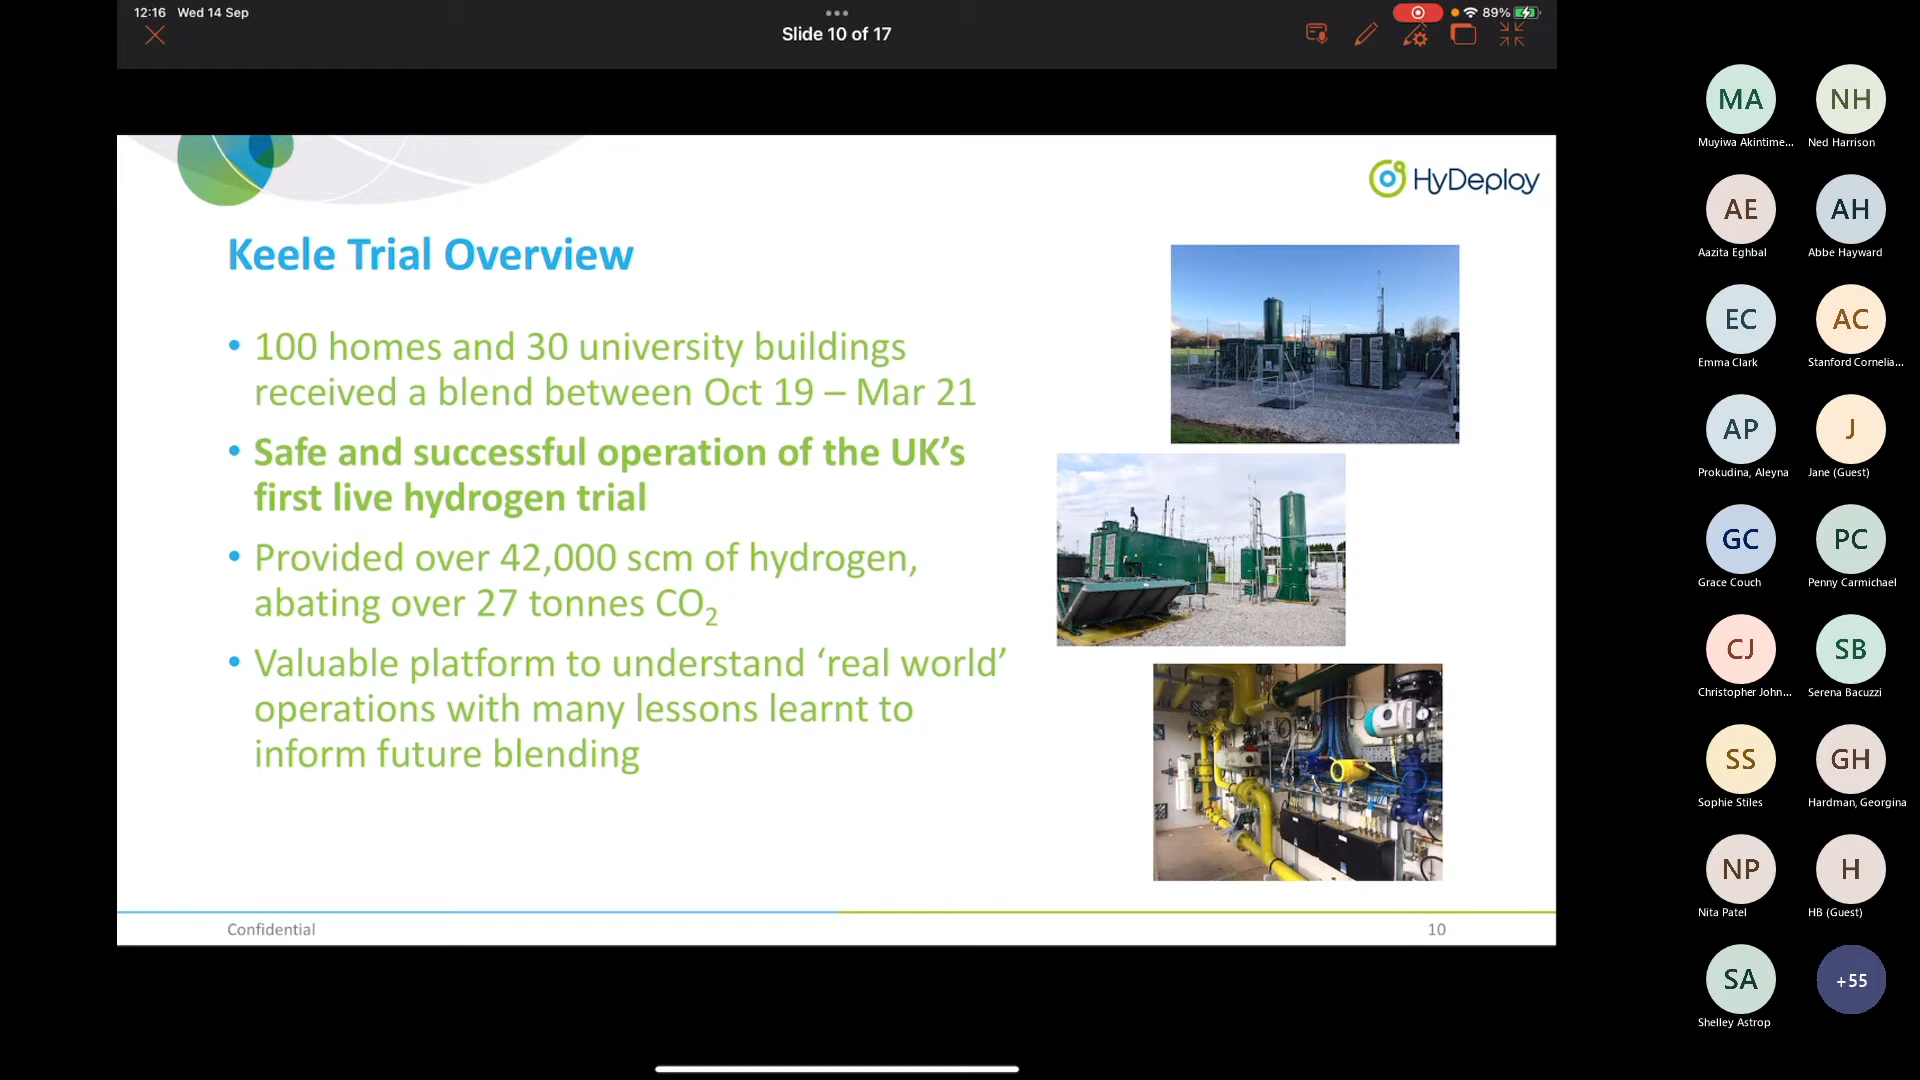 12:16 Wed 14 Sep
89%
Slide 10 of 17
HyDeploy
Keele Trial Overview
• 100 homes and 30 university buildings
received a blend between Oct 19 – Mar 21
• Safe and successful operation of the UK’s
first live hydrogen trial
• Provided over 42,000 scm of hydrogen,
abating over 27 tonnes CO₂
• Valuable platform to understand ‘real world’
operations with many lessons learnt to
inform future blending
Confidential
10
MA
NH
Muyiwa Akintime...
Ned Harrison
AE
AH
Aazita Eghbal
Abbe Hayward
EC
AC
Emma Clark
Stanford Cornelia...
AP
J
Prokudina, Aleyna
Jane (Guest)
GC
PC
Grace Couch
Penny Carmichael
CJ
SB
Christopher John...
Serena Bacuzzi
SS
GH
Sophie Stiles
Hardman, Georgina
NP
H
Nita Patel
HB (Guest)
SA
+55
Shelley Astrop